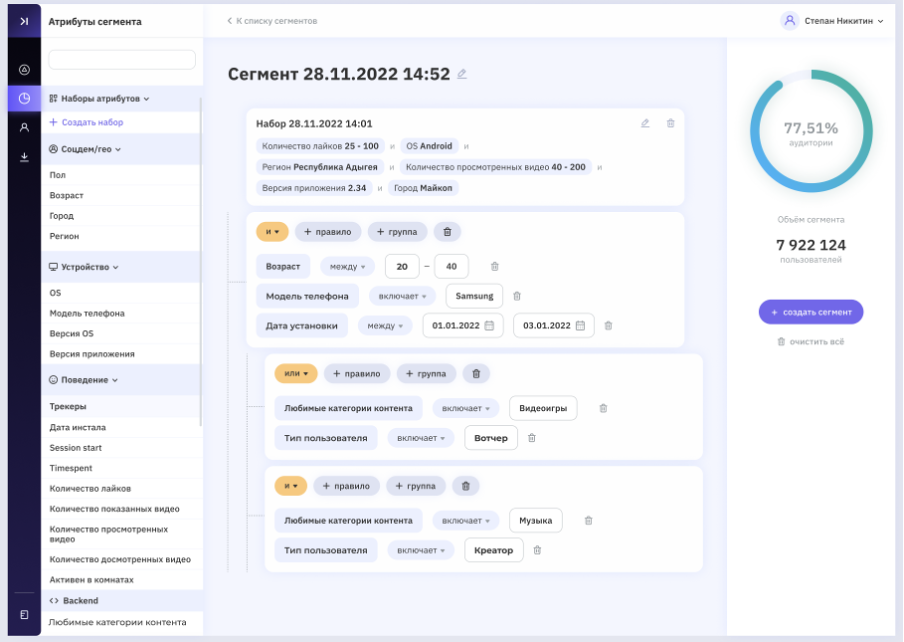 Атрибуты сегмента
Наборы атрибутов
+ Создать набор
Соцдем/гео
Пол
Возраст
Город
Регион
Устройство
OS
Модель телефона
Версия OS
Версия приложения
Поведение
Трекеры
Дата инстала
Session start
Timespent
Количество лайков
Количество показанных видео
Количество просмотренных
видео
Количество досмотренных видео
Активен в комнатах
<> Backend
Любимые категории контента
К списку сегментов
Степан Никитин
Сегмент 28.11.2022 14:52
Набор 28.11.2022 14:01
Количество лайков 25 - 100 и OS Android и
Регион Республика Адыгея и Количество просмотренных видео 40 - 200 и
Версия приложения 2.34 и Город Майкоп
и + правило + группа
Возраст между 20 – 40
Модель телефона включает Samsung
Дата установки между 01.01.2022 03.01.2022
или + правило + группа
Любимые категории контента включает Видеоигры
Тип пользователя включает Вотчер
и + правило + группа
Любимые категории контента включает Музыка
Тип пользователя включает Креатор
77,51%
аудитории
Объём сегмента
7 922 124
пользователей
+ создать сегмент
очистить всё